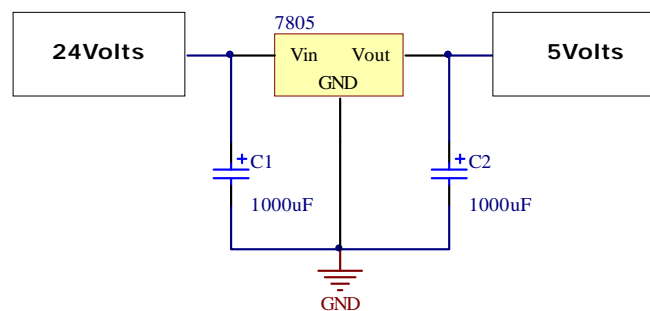 7805
24Volts
Vin
Vout
GND
5Volts
+
C1
1000uF
+
C2
1000uF
GND